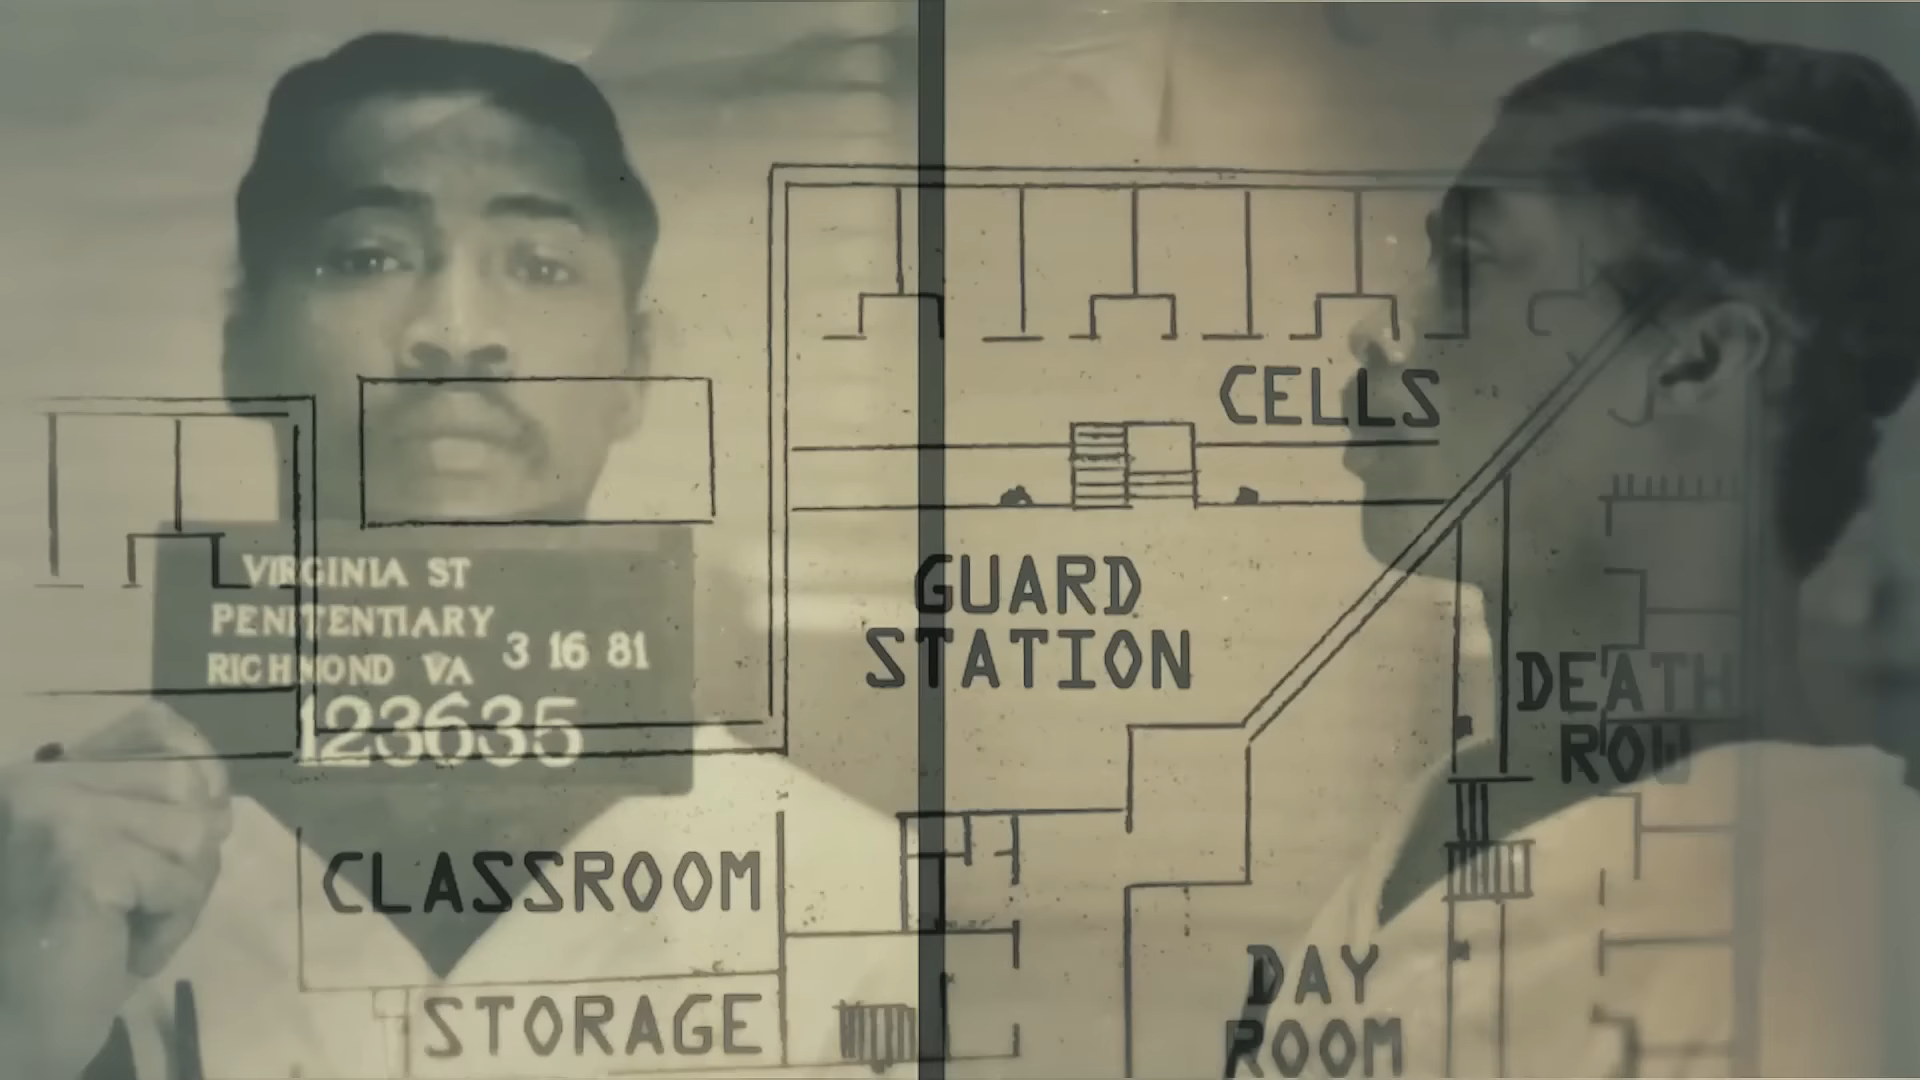 VIRGINIA ST
PENITENTIARY
RICHMOND VA
3 16 81
123635
CELLS
GUARD
STATION
DEATH
ROW
CLASSROOM
STORAGE
DAY
ROOM